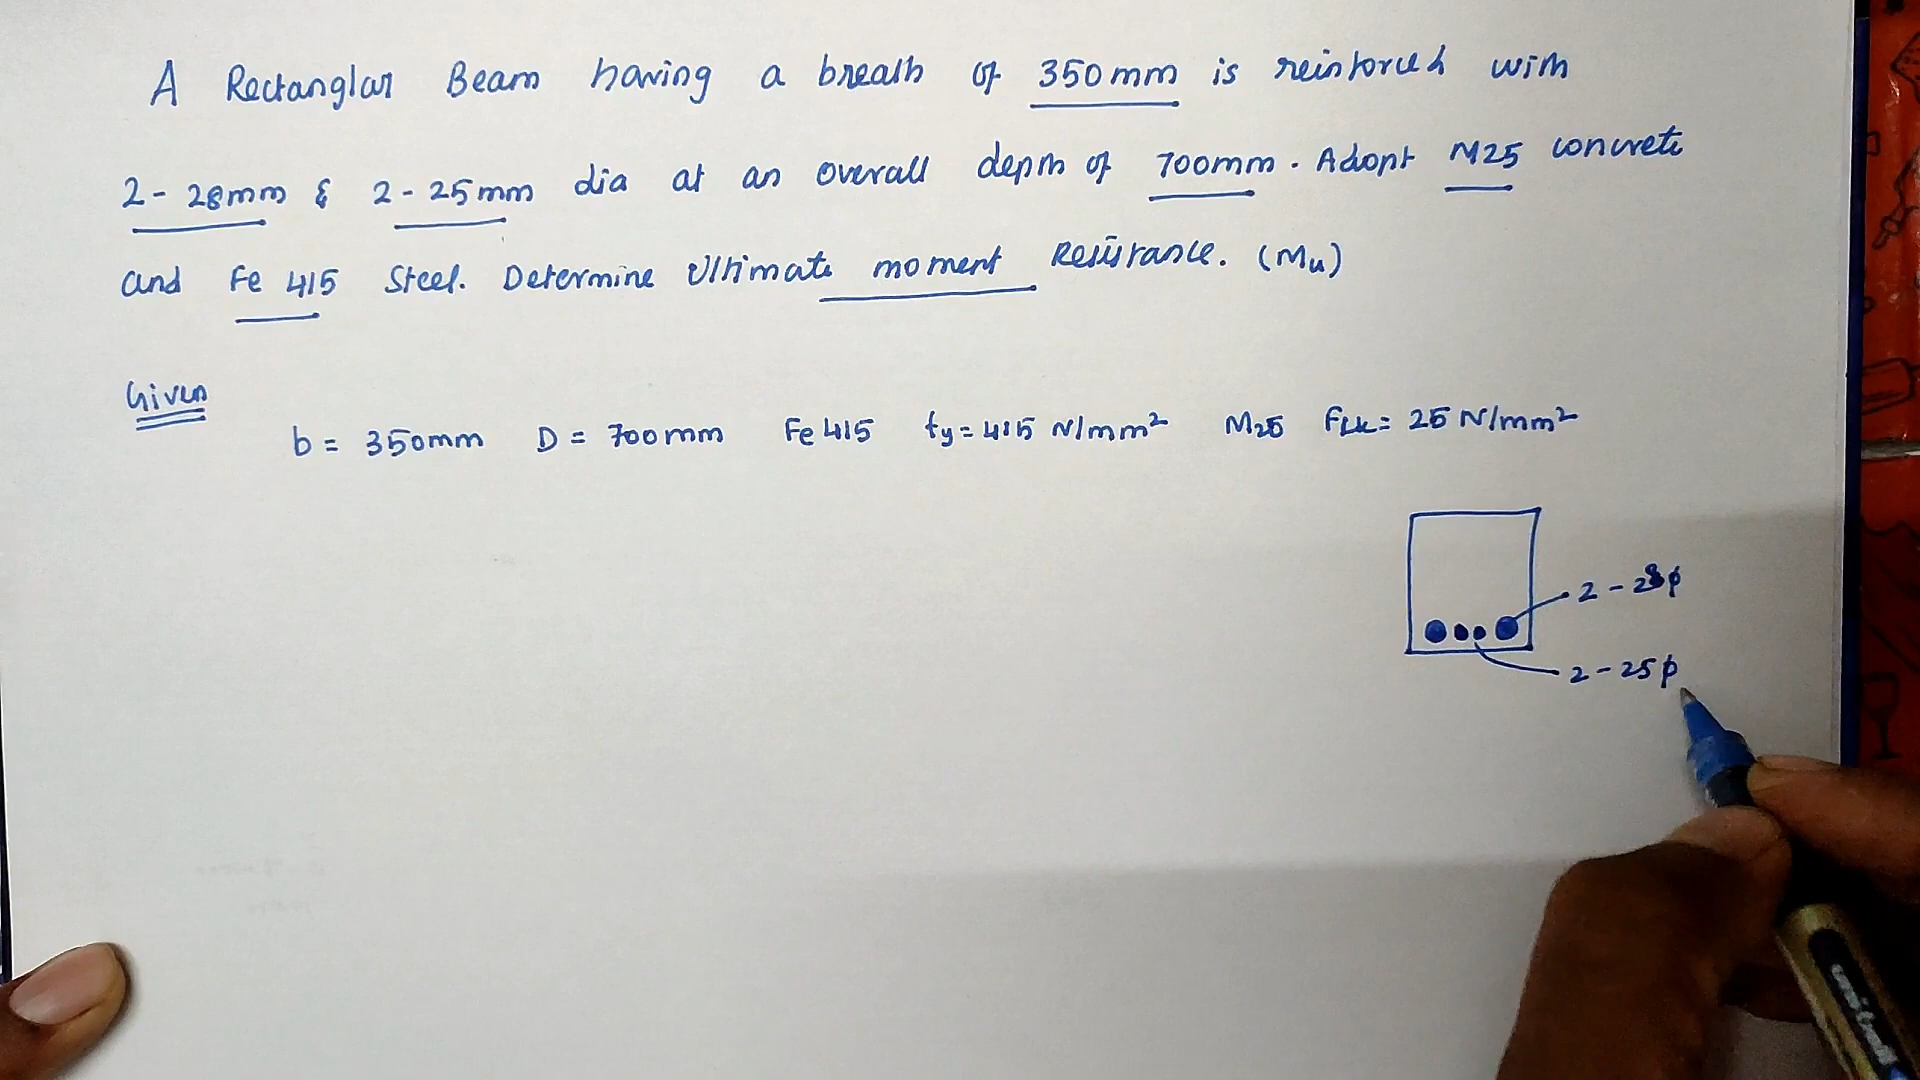 A Rectanglar Beam having a breath of 350mm is reinforced with
2 - 28mm & 2 - 25mm dia at an overall depth of 700mm. Adopt M25 concrete
and Fe 415 Steel. Determine Ultimate moment Resistance. (Mu)
Given
b = 350mm D = 700mm Fe 415 fy = 415 N/mm² M25 Fck = 25 N/mm²
2 - 28φ
2 - 25φ